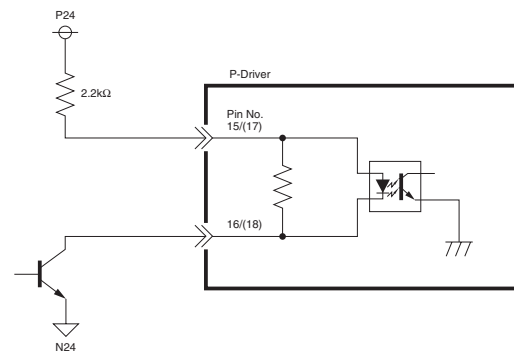 P24
2.2kΩ
P-Driver
Pin No.
15/(17)
16/(18)
N24